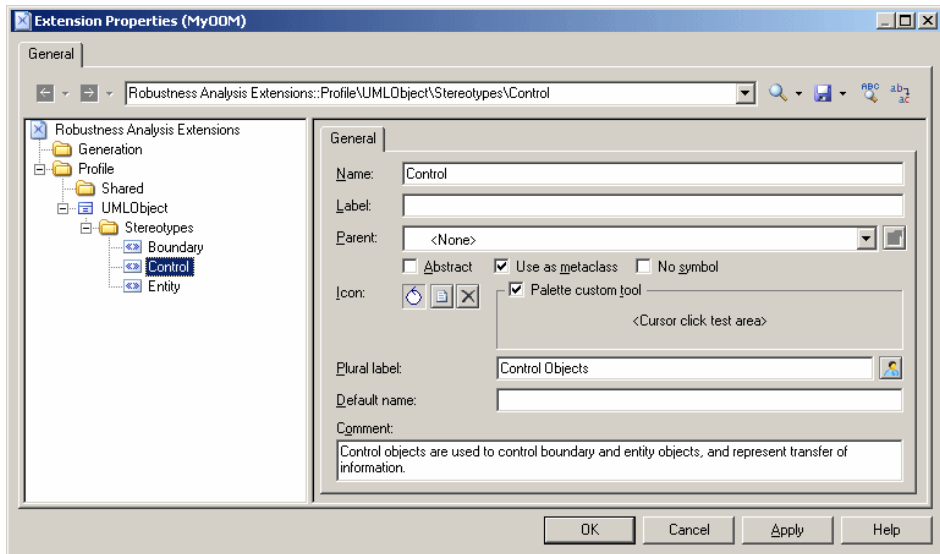 Extension Properties (MyOOM)
General
Robustness Analysis Extensions::Profile\UMLObject\Stereotypes\Control
ABC
ab
ac
Robustness Analysis Extensions
Generation
Profile
Shared
UMLObject
Stereotypes
Boundary
Control
Entity
General
Name: Control
Label:
Parent: <None>
Abstract Use as metaclass No symbol
Icon: Palette custom tool
<Cursor click test area>
Plural label: Control Objects
Default name:
Comment:
Control objects are used to control boundary and entity objects, and represent transfer of
information.
OK Cancel Apply Help